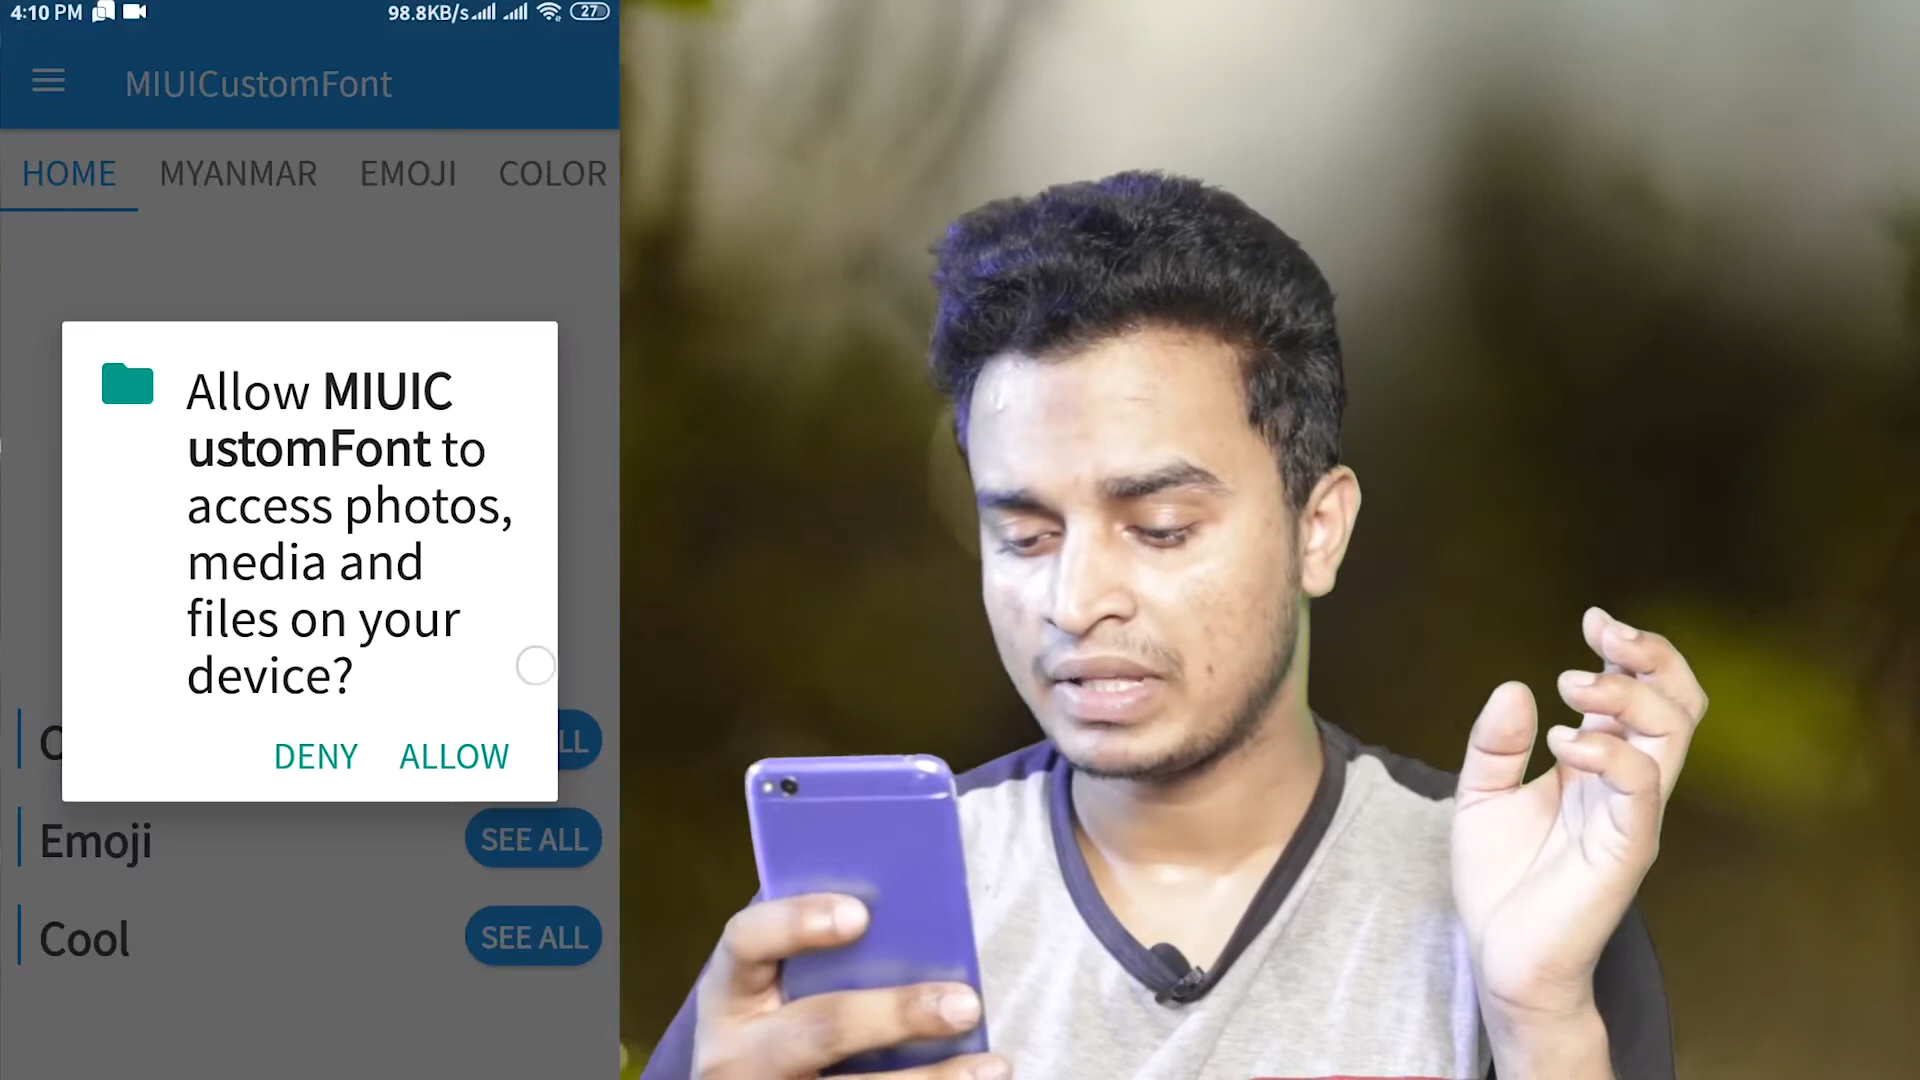 4:10 PM 98.8KB/s 27
MIUICustomFont
HOME MYANMAR EMOJI COLOR
Allow MIUIC
ustomFont to
access photos,
media and
files on your
device?
DENY ALLOW
Emoji SEE ALL
Cool SEE ALL